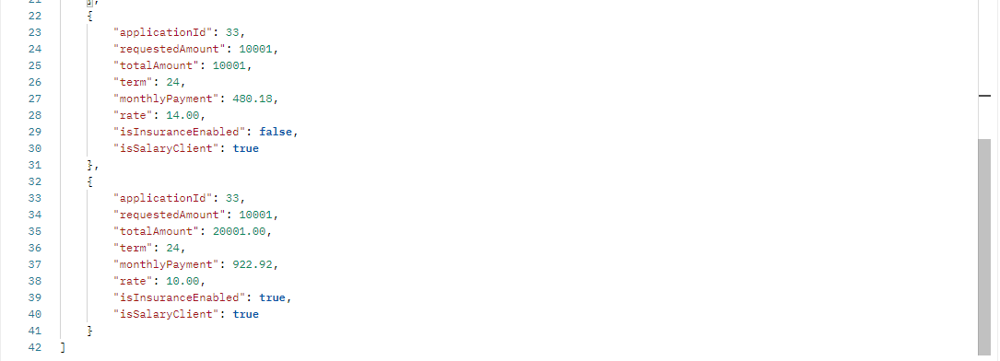 21 },
22 {
23 "applicationId": 33,
24 "requestedAmount": 10001,
25 "totalAmount": 10001,
26 "term": 24,
27 "monthlyPayment": 480.18,
28 "rate": 14.00,
29 "isInsuranceEnabled": false,
30 "isSalaryClient": true
31 },
32 {
33 "applicationId": 33,
34 "requestedAmount": 10001,
35 "totalAmount": 20001.00,
36 "term": 24,
37 "monthlyPayment": 922.92,
38 "rate": 10.00,
39 "isInsuranceEnabled": true,
40 "isSalaryClient": true
41 }
42 ]